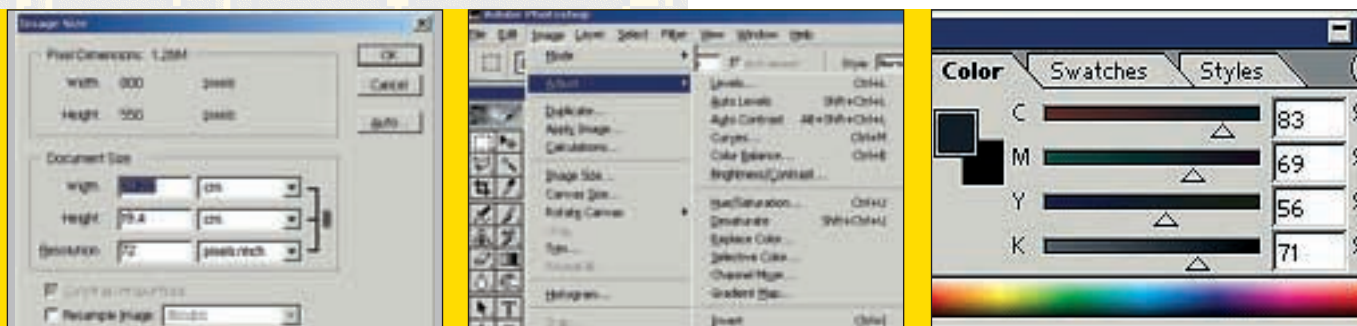 Image Size
Pixel Dimensions: 1.26M
OK
Width: 800 pixels
Cancel
Height: 550 pixels
Auto
Document Size
Width: cm
Height: 19.4 cm
Resolution: 72 pixels/inch
Resample Image:
Adobe Photoshop
File Edit Image Layer Select Filter View Window Help
Mode
Adjust
Duplicate...
Apply Image...
Calculations...
Image Size...
Canvas Size...
Rotate Canvas
Trim...
Histogram...
Style:
Levels... Ctrl+L
Auto Levels Shift+Ctrl+L
Auto Contrast Alt+Shift+Ctrl+L
Curves... Ctrl+M
Color Balance... Ctrl+B
Brightness/Contrast...
Hue/Saturation... Ctrl+U
Desaturate Shift+Ctrl+U
Replace Color...
Selective Color...
Channel Mixer...
Gradient Map...
Invert Ctrl+I
Color Swatches Styles
C 83
M 69
Y 56
K 71